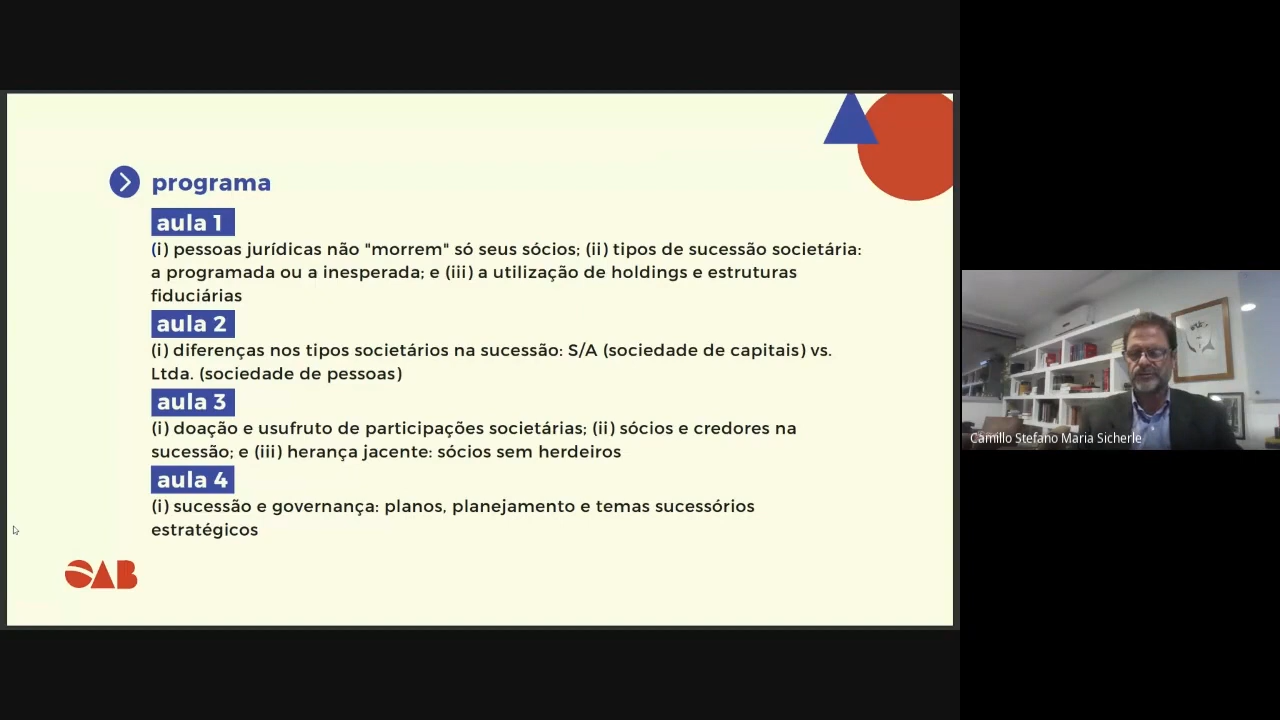 programa
aula 1
(i) pessoas jurídicas não "morrem" só seus sócios; (ii) tipos de sucessão societária:
a programada ou a inesperada; e (iii) a utilização de holdings e estruturas
fiduciárias
aula 2
(i) diferenças nos tipos societários na sucessão: S/A (sociedade de capitais) vs.
Ltda. (sociedade de pessoas)
aula 3
(i) doação e usufruto de participações societárias; (ii) sócios e credores na
sucessão; e (iii) herança jacente: sócios sem herdeiros
aula 4
(i) sucessão e governança: planos, planejamento e temas sucessórios
estratégicos
OAB
Camillo Stefano Maria Sicherle